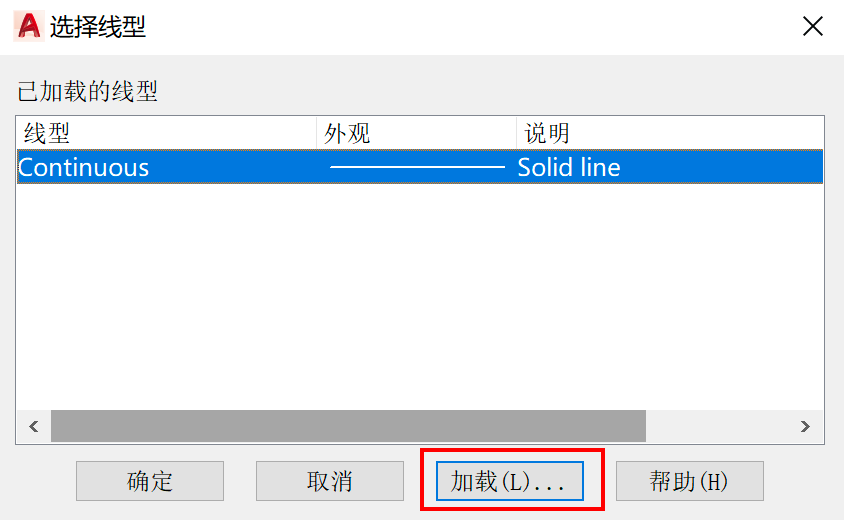 选择线型
已加载的线型
线型 外观 说明
Continuous Solid line
确定 取消 加载(L)... 帮助(H)